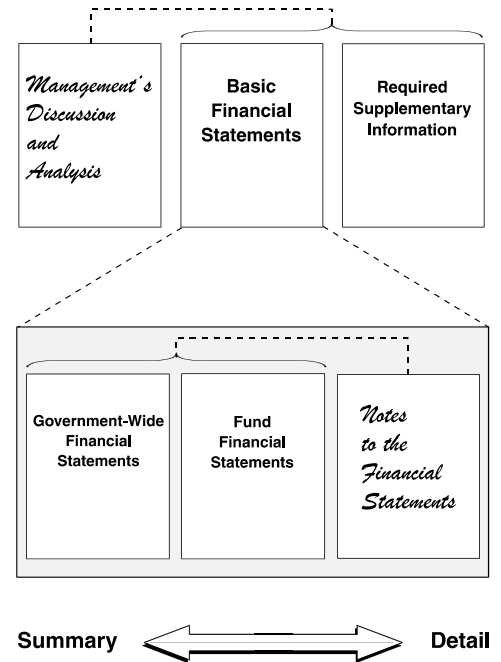 Management's
Discussion
and
Analysis
Basic
Financial
Statements
Required
Supplementary
Information
Government-Wide
Financial
Statements
Fund
Financial
Statements
Notes
to the
Financial
Statements
Summary
Detail